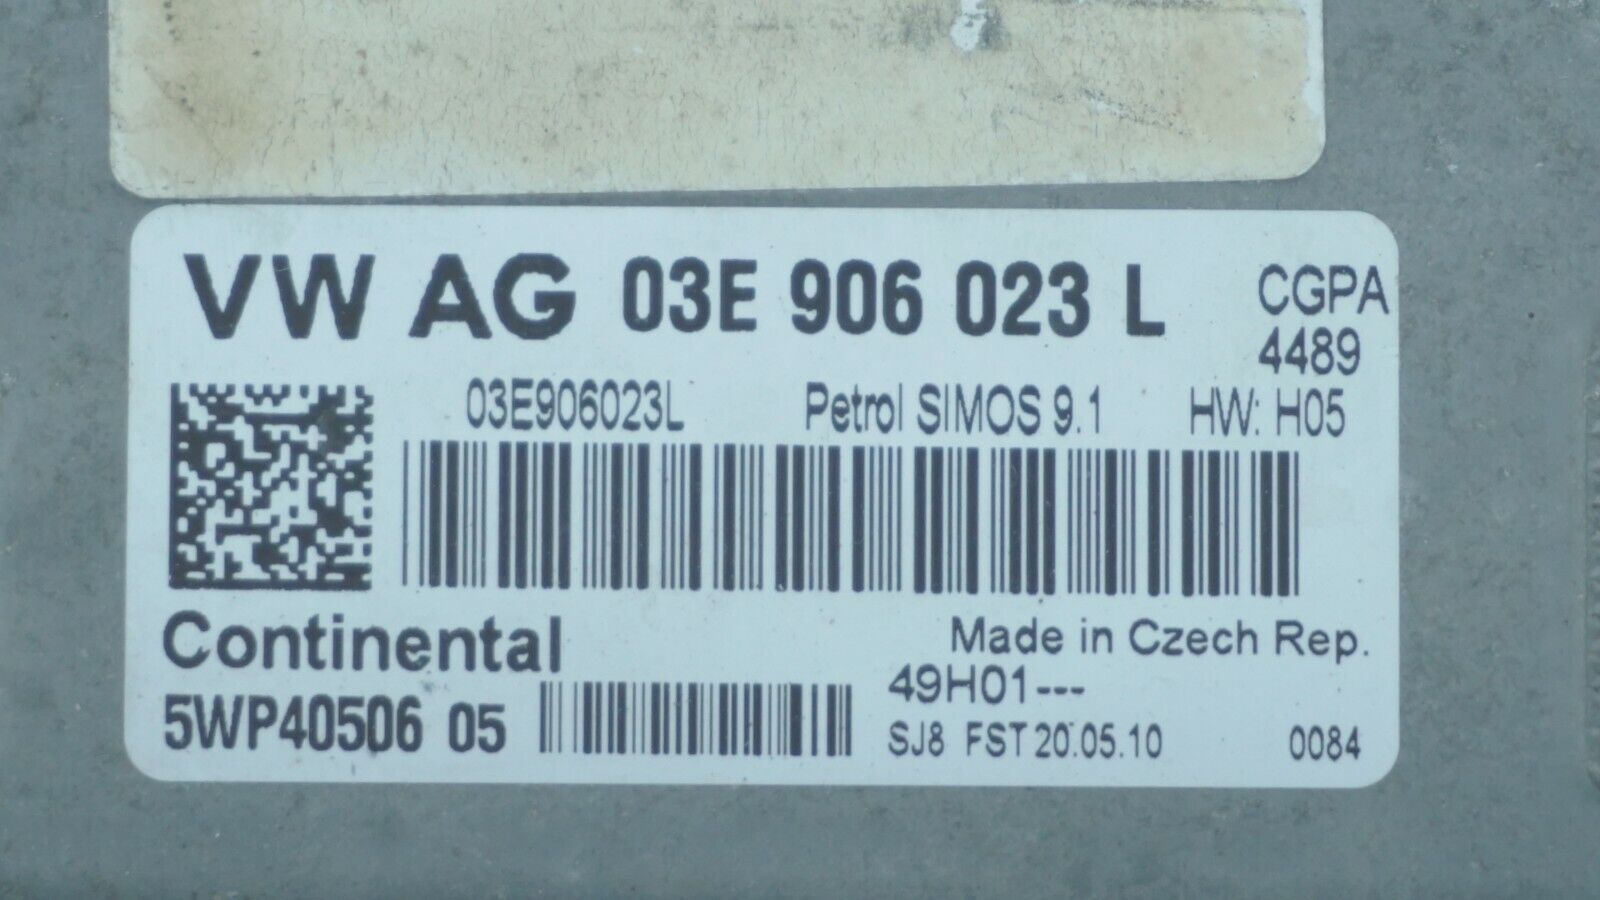 VW AG 03E 906 023 L
CGPA
4489
03E906023L Petrol SIMOS 9.1 HW: H05
Continental
Made in Czech Rep.
5WP40506 05
49H01---
SJ8 FST 20.05.10 0084